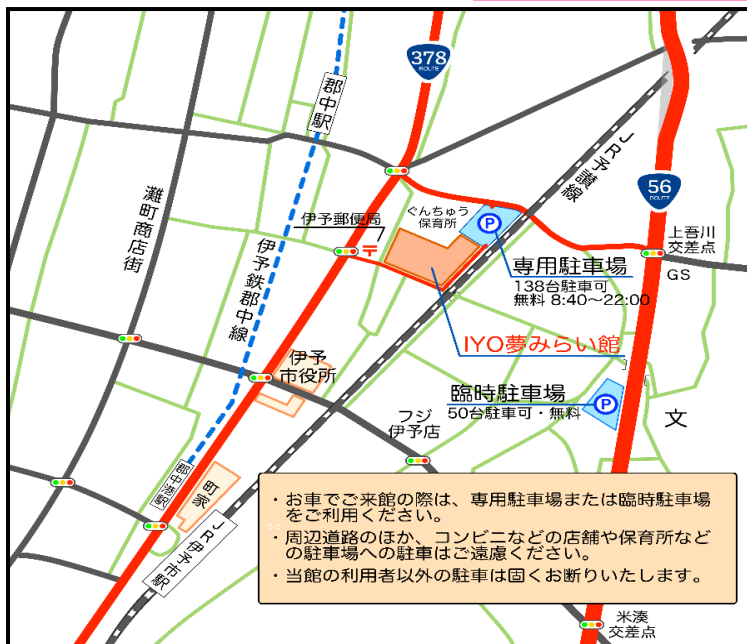 378
ROUTE
郡中駅
JR予讃線
56
ROUTE
灘町商店街
伊予郵便局
ぐんちゅう
保育所
P
上吾川
交差点
GS
専用駐車場
138台駐車可
無料 8:40～22:00
伊予鉄郡中線
IYO夢みらい館
伊予
市役所
臨時駐車場
50台駐車可・無料
P
文
フジ
伊予店
郡中港駅
町家
JR伊予市駅
・お車でご来館の際は、専用駐車場または臨時駐車場
をご利用ください。
・周辺道路のほか、コンビニなどの店舗や保育所など
の駐車場への駐車はご遠慮ください。
・当館の利用者以外の駐車は固くお断りいたします。
米湊
交差点